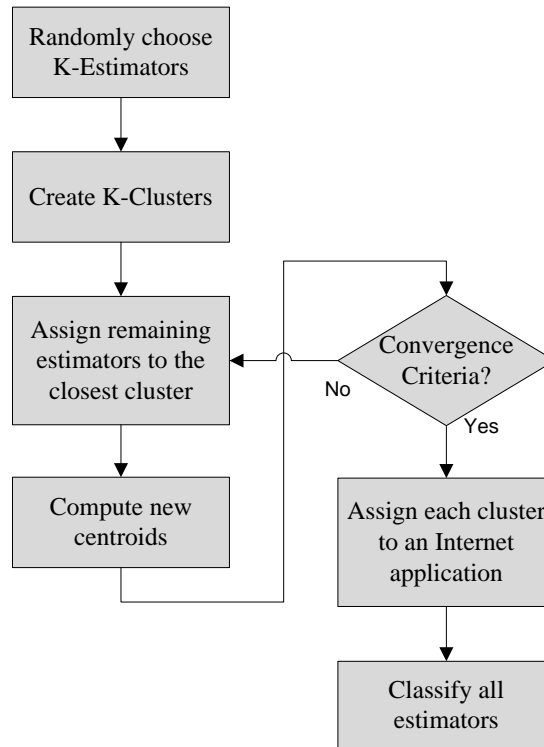 Randomly choose
K-Estimators
Create K-Clusters
Assign remaining
estimators to the
closest cluster
Compute new
centroids
Convergence
Criteria?
No
Yes
Assign each cluster
to an Internet
application
Classify all
estimators